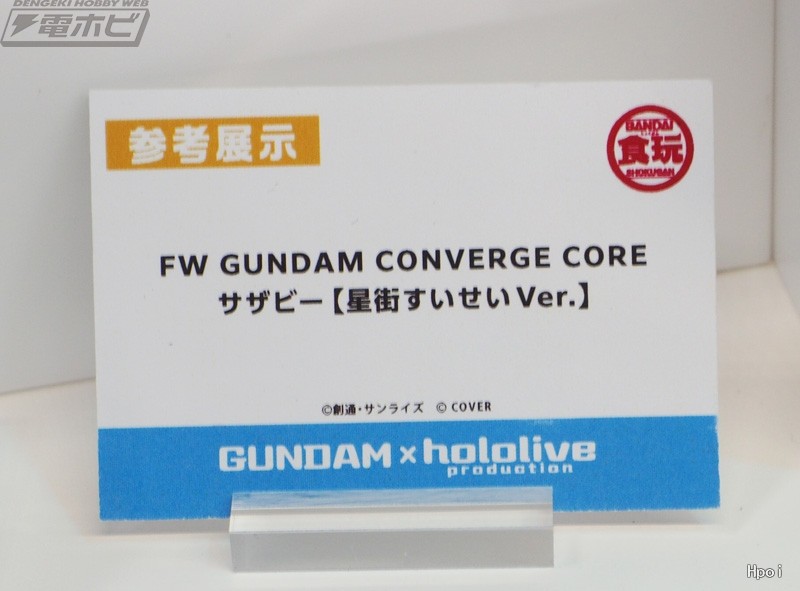 DENGEKI HOBBY WEB
電ホビ
参考展示
BANDAI
食玩
SHOKUGAN
FW GUNDAM CONVERGE CORE
サザビー【星街すいせいVer.】
©創通・サンライズ © COVER
GUNDAM×hololive
production
Hpoi